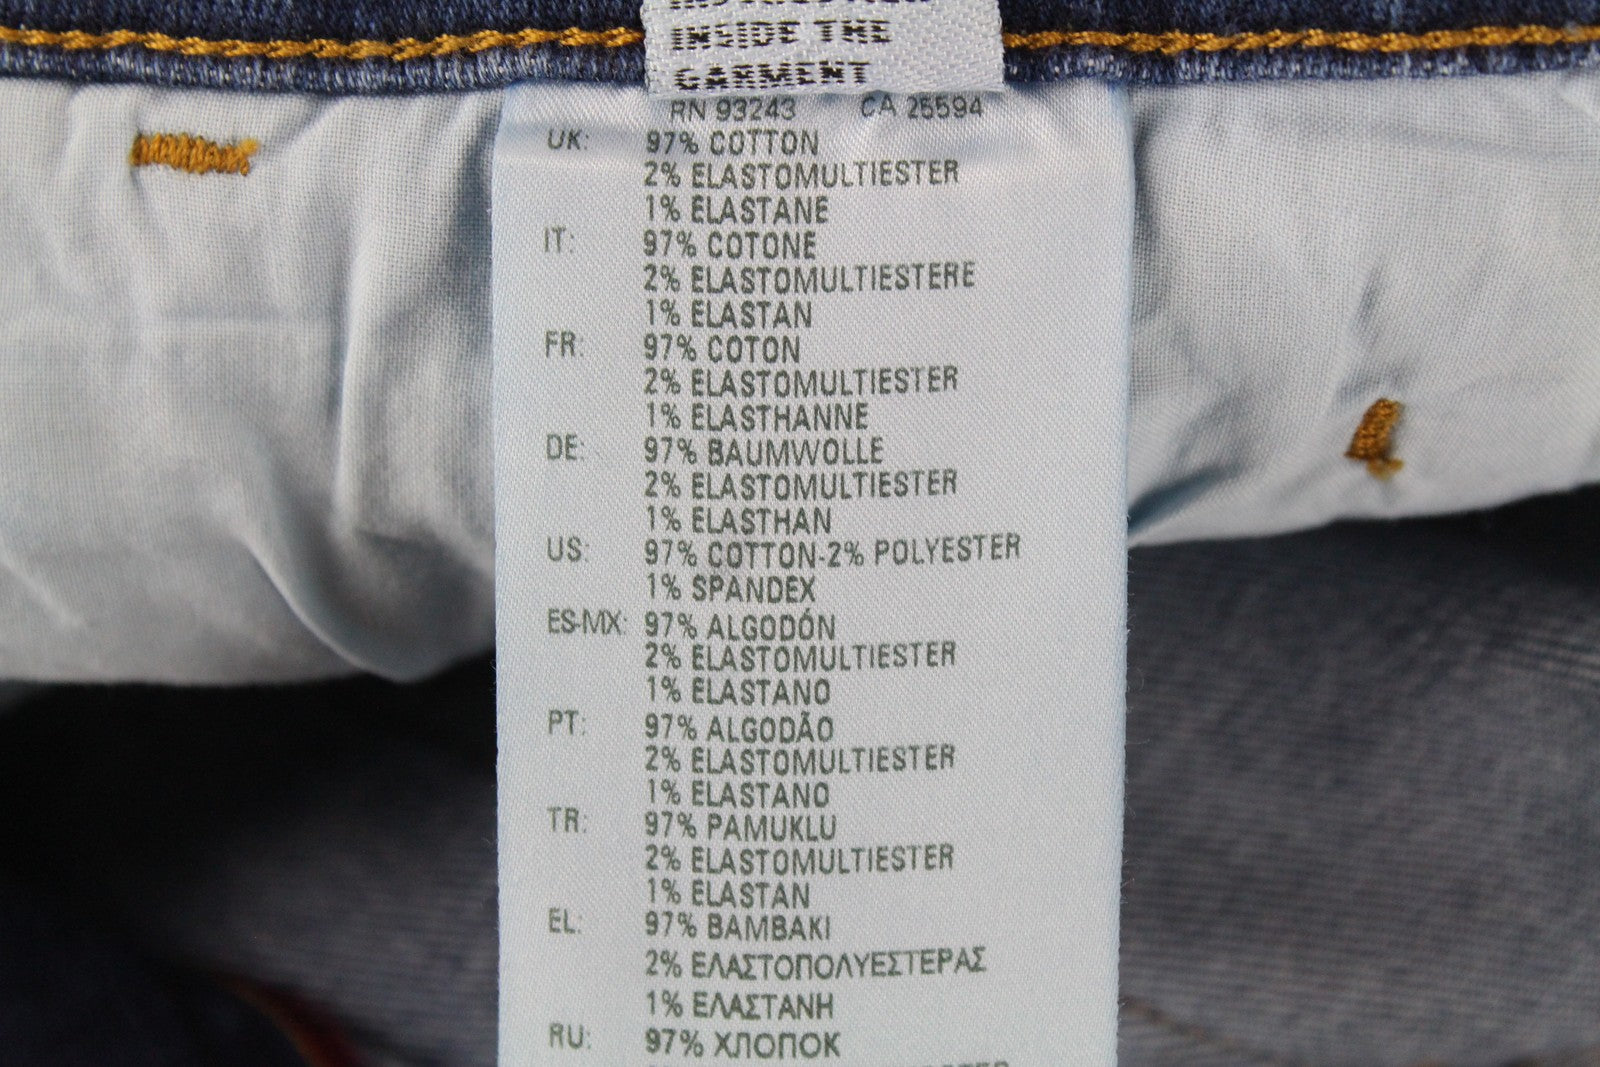 INSIDE THE
GARMENT
RN 93243 CA 25594
UK: 97% COTTON
2% ELASTOMULTIESTER
1% ELASTANE
IT: 97% COTONE
2% ELASTOMULTIESTERE
1% ELASTAN
FR: 97% COTON
2% ELASTOMULTIESTER
1% ELASTHANNE
DE: 97% BAUMWOLLE
2% ELASTOMULTIESTER
1% ELASTHAN
US: 97% COTTON-2% POLYESTER
1% SPANDEX
ES-MX: 97% ALGODÓN
2% ELASTOMULTIESTER
1% ELASTANO
PT: 97% ALGODÃO
2% ELASTOMULTIESTER
1% ELASTANO
TR: 97% PAMUKLU
2% ELASTOMULTIESTER
1% ELASTAN
EL: 97% ΒΑΜΒΑΚΙ
2% ΕΛΑΣΤΟΠΟΛΥΕΣΤΕΡΑΣ
1% ΕΛΑΣΤΑΝΗ
RU: 97% ХЛОПОК